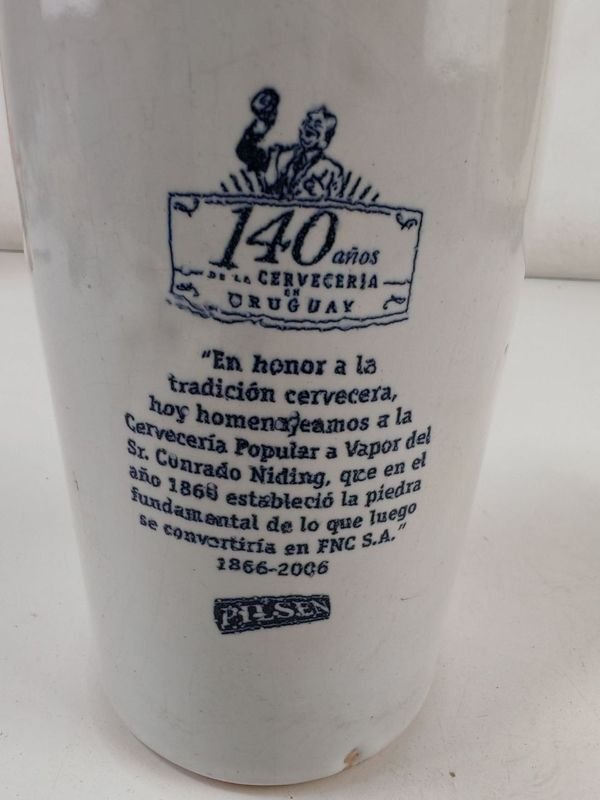 140 años
DE LA CERVECERÍA
EN
URUGUAY
"En honor a la
tradición cervecera,
hoy homenajeamos a la
Cervecería Popular a Vapor del
Sr. Conrado Niding, que en el
año 1866 estableció la piedra
fundamental de lo que luego
se convertiría en FNC S.A."
1866-2006
PILSEN